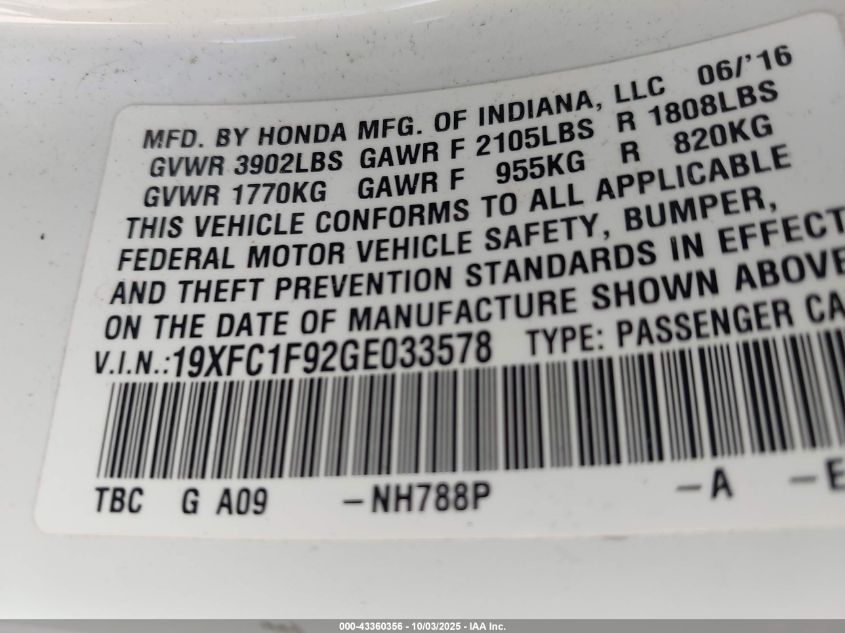 MFD. BY HONDA MFG. OF INDIANA, LLC 06/'16
GVWR 3902LBS GAWR F 2105LBS R 1808LBS
GVWR 1770KG GAWR F 955KG R 820KG
THIS VEHICLE CONFORMS TO ALL APPLICABLE
FEDERAL MOTOR VEHICLE SAFETY, BUMPER,
AND THEFT PREVENTION STANDARDS IN EFFECT
ON THE DATE OF MANUFACTURE SHOWN ABOVE
V.I.N.:19XFC1F92GE033578 TYPE: PASSENGER CA
TBC G A09 -NH788P -A -E
000-43360356 - 10/03/2025 - IAA Inc.